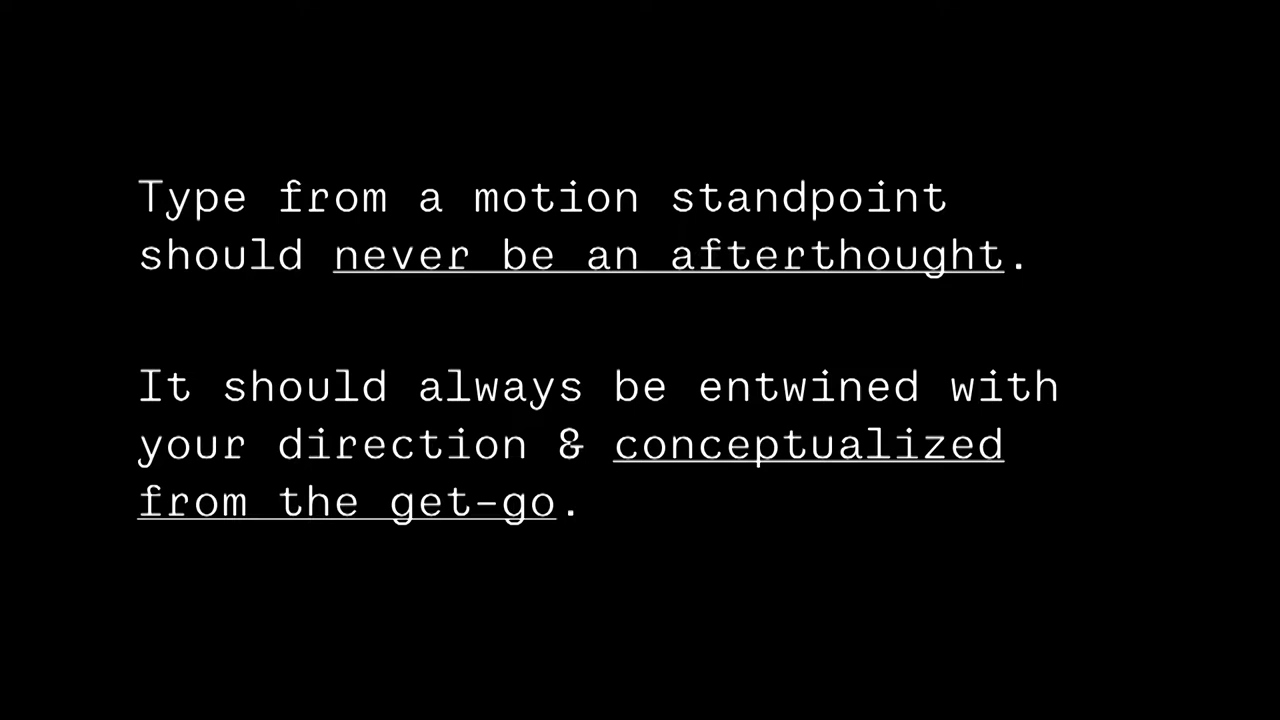 Type from a motion standpoint
should never be an afterthought.
It should always be entwined with
your direction & conceptualized
from the get-go.